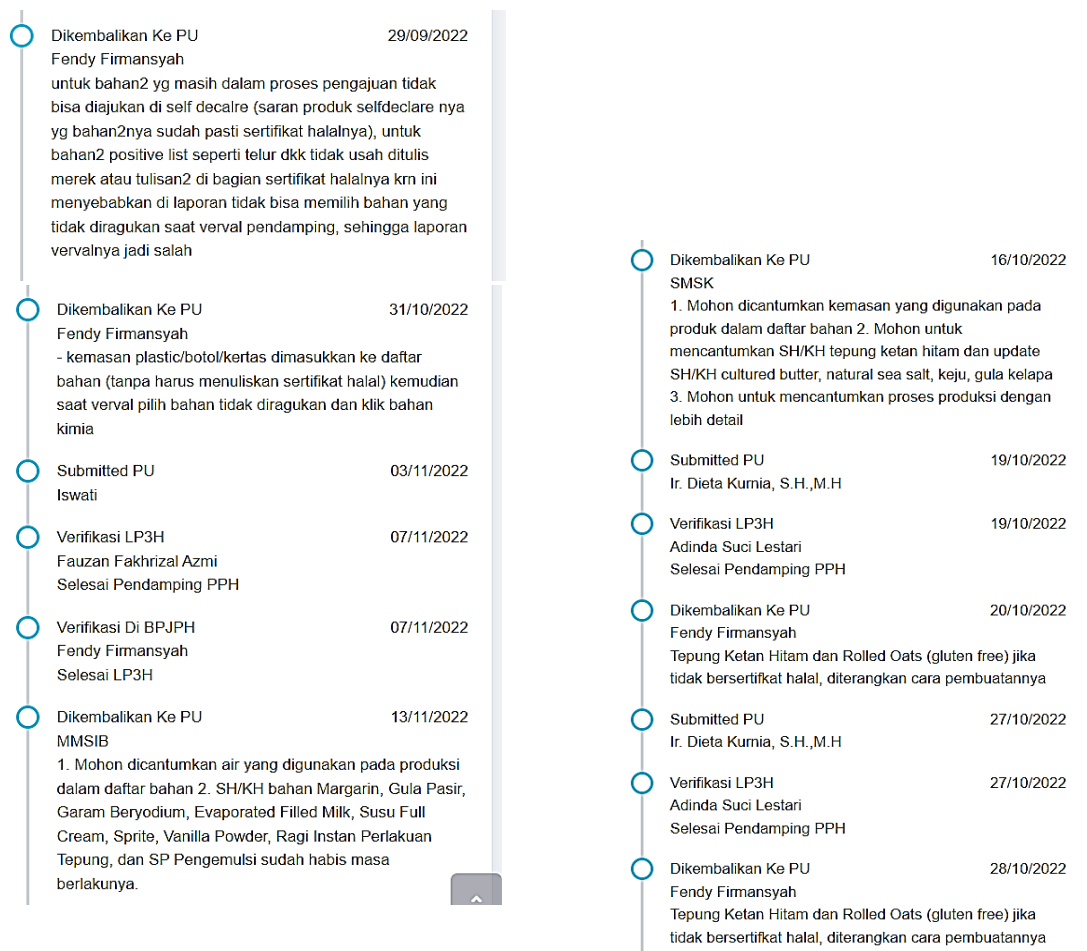 Dikembalikan Ke PU 29/09/2022
Fendy Firmansyah
untuk bahan2 yg masih dalam proses pengajuan tidak
bisa diajukan di self decalre (saran produk selfdeclare nya
yg bahan2nya sudah pasti sertifikat halalnya), untuk
bahan2 positive list seperti telur dkk tidak usah ditulis
merek atau tulisan2 di bagian sertifikat halalnya krn ini
menyebabkan di laporan tidak bisa memilih bahan yang
tidak diragukan saat verval pendamping, sehingga laporan
vervalnya jadi salah
Dikembalikan Ke PU 31/10/2022
Fendy Firmansyah
- kemasan plastic/botol/kertas dimasukkan ke daftar
bahan (tanpa harus menuliskan sertifikat halal) kemudian
saat verval pilih bahan tidak diragukan dan klik bahan
kimia
Submitted PU 03/11/2022
Iswati
Verifikasi LP3H 07/11/2022
Fauzan Fakhrizal Azmi
Selesai Pendamping PPH
Verifikasi Di BPJPH 07/11/2022
Fendy Firmansyah
Selesai LP3H
Dikembalikan Ke PU 13/11/2022
MMSIB
1. Mohon dicantumkan air yang digunakan pada produksi
dalam daftar bahan 2. SH/KH bahan Margarin, Gula Pasir,
Garam Beryodium, Evaporated Filled Milk, Susu Full
Cream, Sprite, Vanilla Powder, Ragi Instan Perlakuan
Tepung, dan SP Pengemulsi sudah habis masa
berlakunya.
Dikembalikan Ke PU 16/10/2022
SMSK
1. Mohon dicantumkan kemasan yang digunakan pada
produk dalam daftar bahan 2. Mohon untuk
mencantumkan SH/KH tepung ketan hitam dan update
SH/KH cultured butter, natural sea salt, keju, gula kelapa
3. Mohon untuk mencantumkan proses produksi dengan
lebih detail
Submitted PU 19/10/2022
Ir. Dieta Kurnia, S.H.,M.H
Verifikasi LP3H 19/10/2022
Adinda Suci Lestari
Selesai Pendamping PPH
Dikembalikan Ke PU 20/10/2022
Fendy Firmansyah
Tepung Ketan Hitam dan Rolled Oats (gluten free) jika
tidak bersertifkat halal, diterangkan cara pembuatannya
Submitted PU 27/10/2022
Ir. Dieta Kurnia, S.H.,M.H
Verifikasi LP3H 27/10/2022
Adinda Suci Lestari
Selesai Pendamping PPH
Dikembalikan Ke PU 28/10/2022
Fendy Firmansyah
Tepung Ketan Hitam dan Rolled Oats (gluten free) jika
tidak bersertifkat halal, diterangkan cara pembuatannya